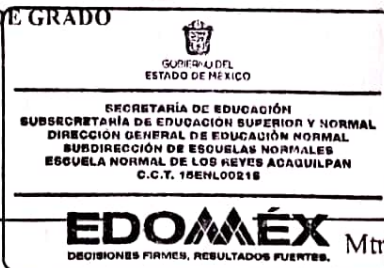 E GRADO
GOBIERNO DEL
ESTADO DE MÉXICO
SECRETARÍA DE EDUCACIÓN
SUBSECRETARÍA DE EDUCACIÓN SUPERIOR Y NORMAL
DIRECCIÓN GENERAL DE EDUCACIÓN NORMAL
SUBDIRECCIÓN DE ESCUELAS NORMALES
ESCUELA NORMAL DE LOS REYES ACAQUILPAN
C.C.T. 15ENL0021S
EDOMÉX
DECISIONES FIRMES, RESULTADOS FUERTES.
Mtr